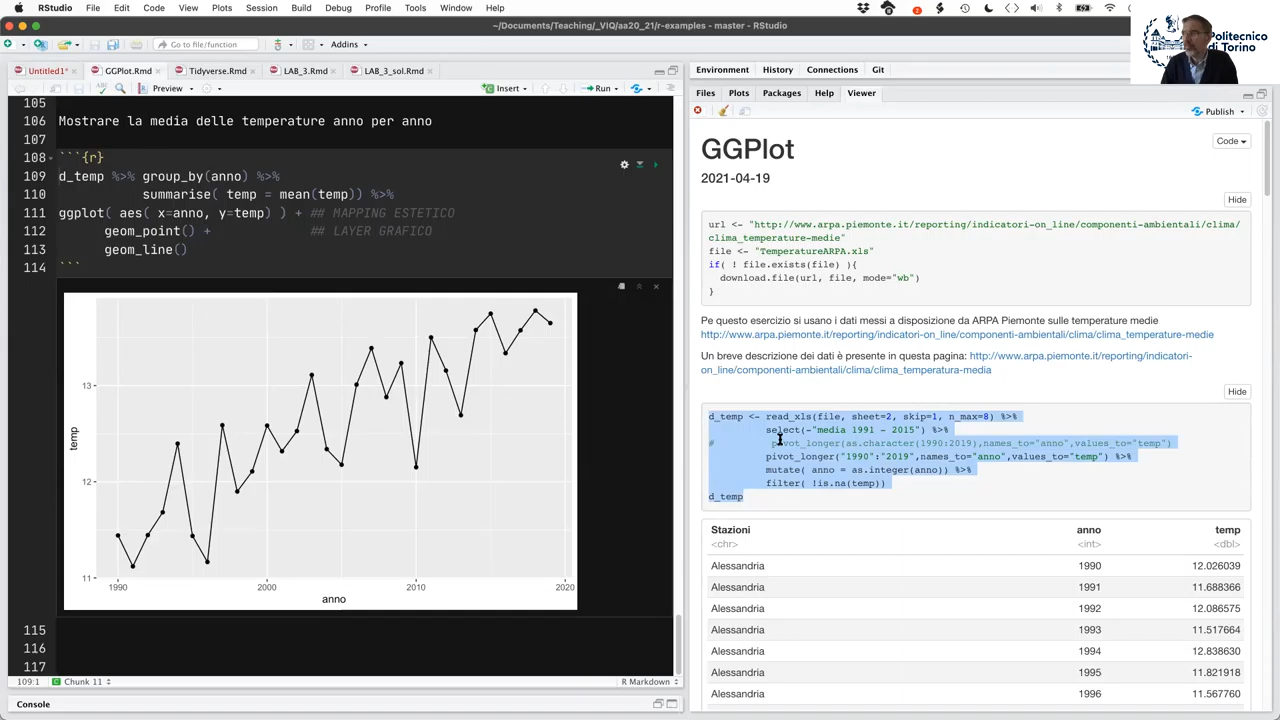 RStudio File Edit Code View Plots Session Build Debug Profile Tools Window Help
~/Documents/Teaching/_VIQ/aa20_21/r-examples - master - RStudio
Go to file/function Addins
Politecnico
di Torino
Untitled1* GGPlot.Rmd Tidyverse.Rmd LAB_3.Rmd LAB_3_sol.Rmd
Preview Insert Run
105
106 Mostrare la media delle temperature anno per anno
107
108 ```{r}
109 d_temp %>% group_by(anno) %>%
110 summarise( temp = mean(temp)) %>%
111 ggplot( aes( x=anno, y=temp) ) + ## MAPPING ESTETICO
112 geom_point() + ## LAYER GRAFICO
113 geom_line()
114 ```
13
12
11
temp
1990 2000 2010 2020
anno
115
116
117
109:1 Chunk 11 R Markdown
Console
Environment History Connections Git
Files Plots Packages Help Viewer
Publish
GGPlot
Code
2021-04-19
Hide
url <- "http://www.arpa.piemonte.it/reporting/indicatori-on_line/componenti-ambientali/clima/
clima_temperature-medie"
file <- "TemperatureARPA.xls"
if( ! file.exists(file) ){
download.file(url, file, mode="wb")
}
Pe questo esercizio si usano i dati messi a disposizione da ARPA Piemonte sulle temperature medie
http://www.arpa.piemonte.it/reporting/indicatori-on_line/componenti-ambientali/clima/clima_temperature-medie
Un breve descrizione dei dati è presente in questa pagina: http://www.arpa.piemonte.it/reporting/indicatori-
on_line/componenti-ambientali/clima/clima_temperatura-media
Hide
d_temp <- read_xls(file, sheet=2, skip=1, n_max=8) %>%
select(-"media 1991 - 2015") %>%
# pivot_longer(as.character(1990:2019),names_to="anno",values_to="temp")
pivot_longer("1990":"2019",names_to="anno",values_to="temp") %>%
mutate( anno = as.integer(anno)) %>%
filter( !is.na(temp))
d_temp
Stazioni anno temp
<chr> <int> <dbl>
Alessandria 1990 12.026039
Alessandria 1991 11.688366
Alessandria 1992 12.086575
Alessandria 1993 11.517664
Alessandria 1994 12.838630
Alessandria 1995 11.821918
Alessandria 1996 11.567760